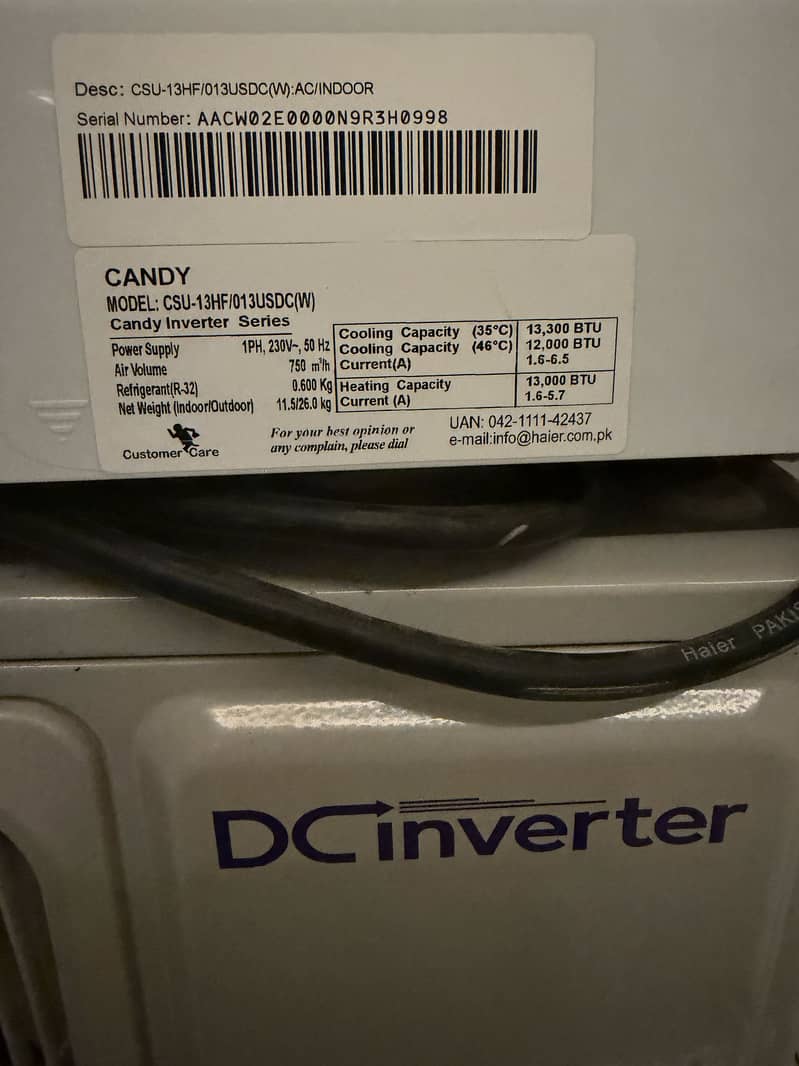 Desc: CSU-13HF/013USDC(W):AC/INDOOR
Serial Number: AACW02E0000N9R3H0998
CANDY
MODEL: CSU-13HF/013USDC(W)
Candy Inverter Series
Power Supply 1PH, 230V~, 50 Hz
Air Volume 750 m³/h
Refrigerant(R-32) 0.600 Kg
Net Weight (Indoor/Outdoor) 11.5/26.0 kg
Cooling Capacity (35°C) 13,300 BTU
Cooling Capacity (46°C) 12,000 BTU
Current(A) 1.6-6.5
Heating Capacity 13,000 BTU
Current (A) 1.6-5.7
Customer Care
For your best opinion or
any complain, please dial
UAN: 042-1111-42437
e-mail:info@haier.com.pk
Haier PAKIS
DC inverter